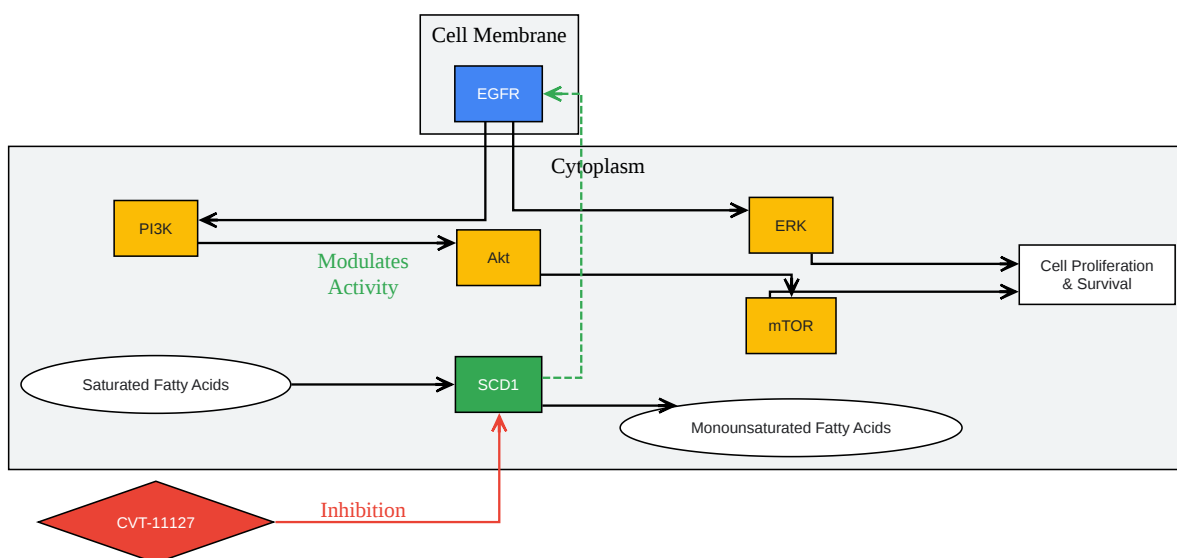 Cell Membrane
EGFR
Cytoplasm
PI3K
ERK
Akt
Modulates
Activity
Cell Proliferation
& Survival
mTOR
Saturated Fatty Acids
SCD1
Monounsaturated Fatty Acids
CVT-11127
Inhibition